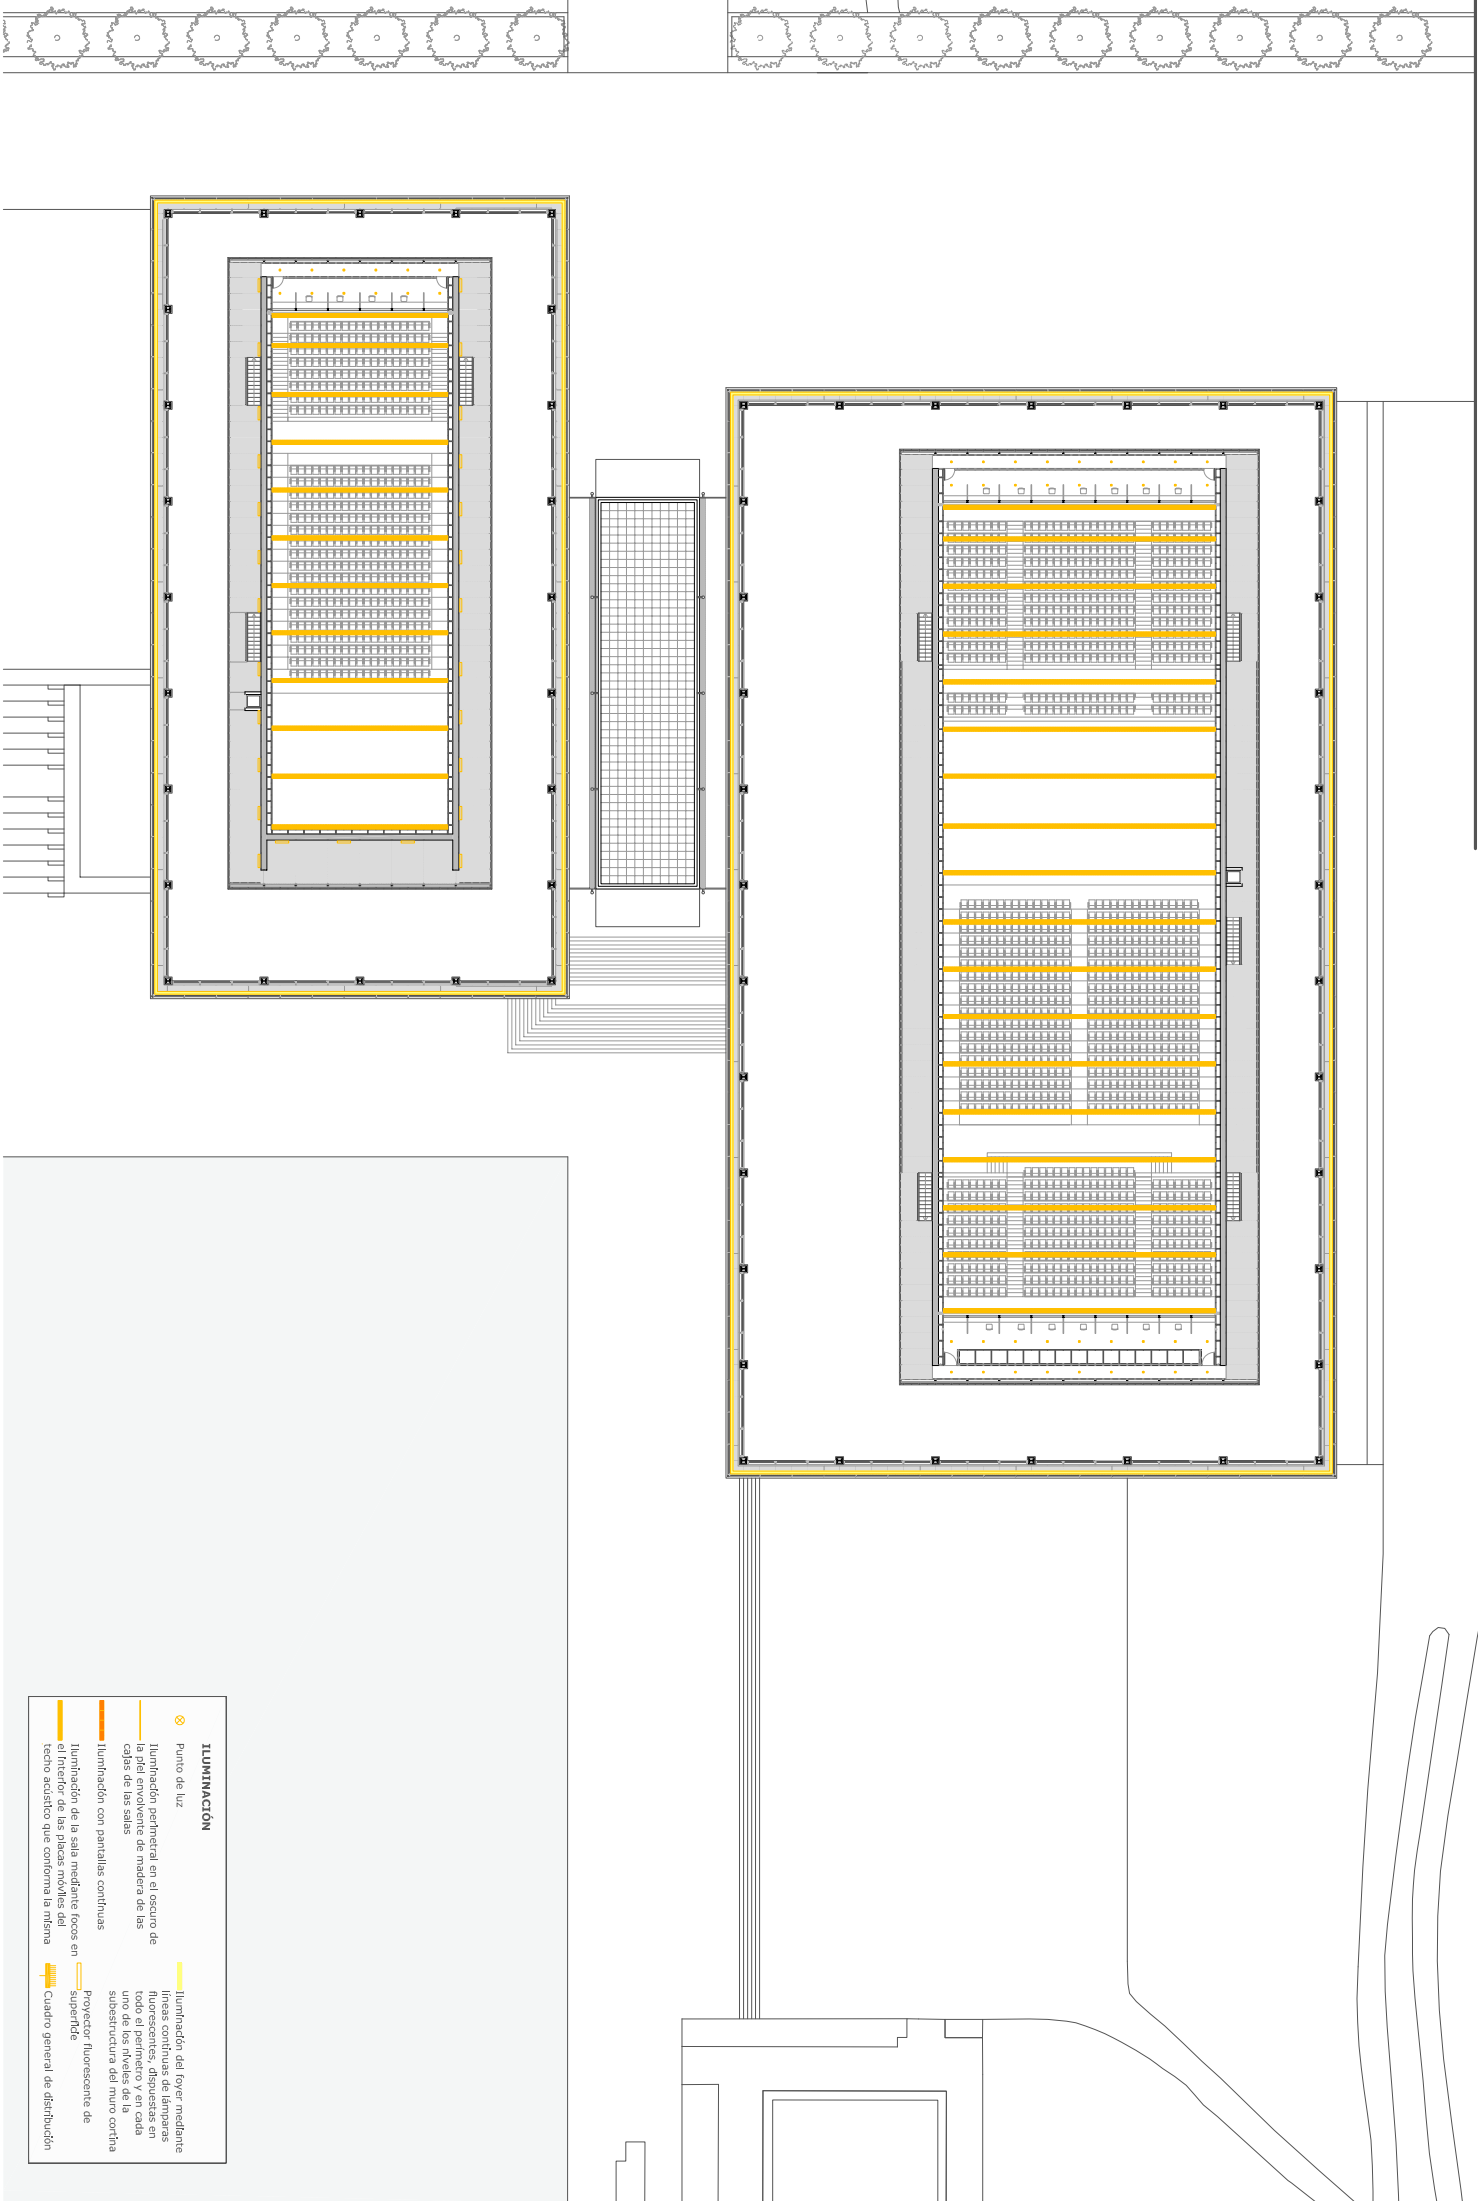 ILUMINACIÓN
Punto de luz
Iluminación perimetral en el oscuro de
la piel envolvente de madera de las
cajas de las salas
Iluminación con pantallas contínuas
Iluminación de la sala mediante focos en
el interior de las placas móviles del
techo acústico que conforma la misma
Iluminación del foyer mediante
líneas contínuas de lámparas
fluorescentes, dispuestas en
todo el perímetro y en cada
uno de los niveles de la
subestructura del muro cortina
Proyector fluorescente de
superficie
Cuadro general de distribución